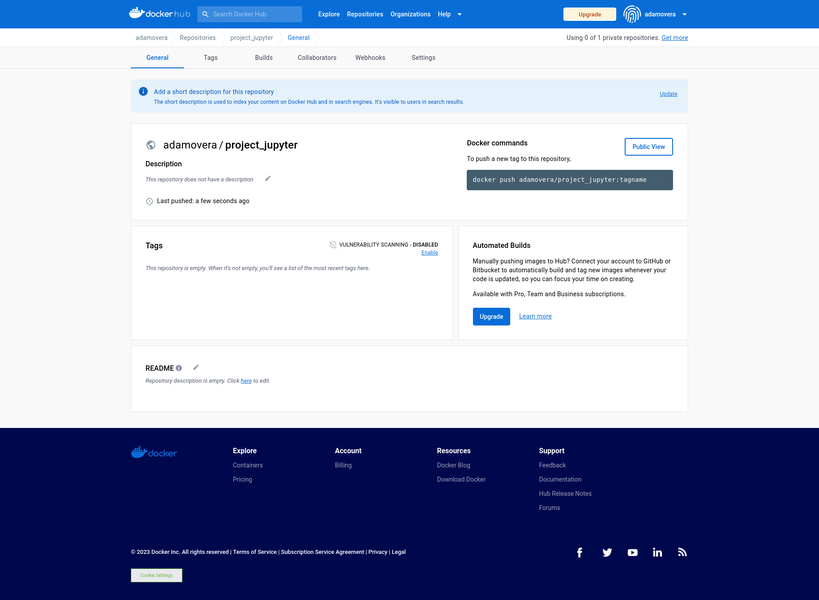 docker hub
Search Docker Hub
Explore Repositories Organizations Help
Upgrade
adamovera
adamovera Repositories project_jupyter General
Using 0 of 1 private repositories. Get more
General Tags Builds Collaborators Webhooks Settings
Add a short description for this repository
The short description is used to index your content on Docker Hub and in search engines. It's visible to users in search results.
Update
adamovera / project_jupyter
Description
This repository does not have a description
Last pushed: a few seconds ago
Docker commands
Public View
To push a new tag to this repository,
docker push adamovera/project_jupyter:tagname
Tags
VULNERABILITY SCANNING - DISABLED
Enable
This repository is empty. When it's not empty, you'll see a list of the most recent tags here.
Automated Builds
Manually pushing images to Hub? Connect your account to GitHub or
Bitbucket to automatically build and tag new images whenever your
code is updated, so you can focus your time on creating.
Available with Pro, Team and Business subscriptions.
Upgrade Learn more
README
Repository description is empty. Click here to edit.
docker
Explore
Containers
Pricing
Account
Billing
Resources
Docker Blog
Download Docker
Support
Feedback
Documentation
Hub Release Notes
Forums
© 2023 Docker Inc. All rights reserved | Terms of Service | Subscription Service Agreement | Privacy | Legal
Cookie Settings